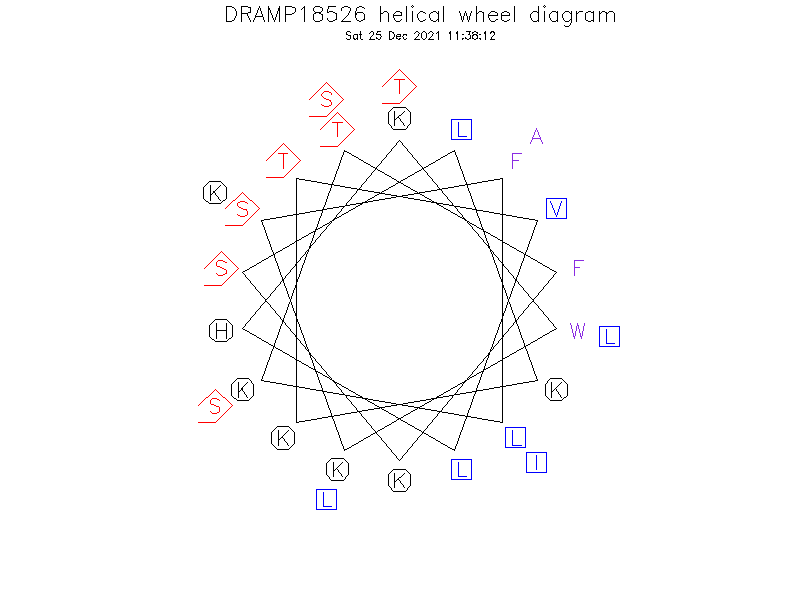 DRAMP18526 helical wheel diagram
Sat 25 Dec 2021 11:38:12
T
S
K
T
L
A
T
F
K
S
V
S
F
H
W
L
K
K
S
K
L
I
K
L
K
L